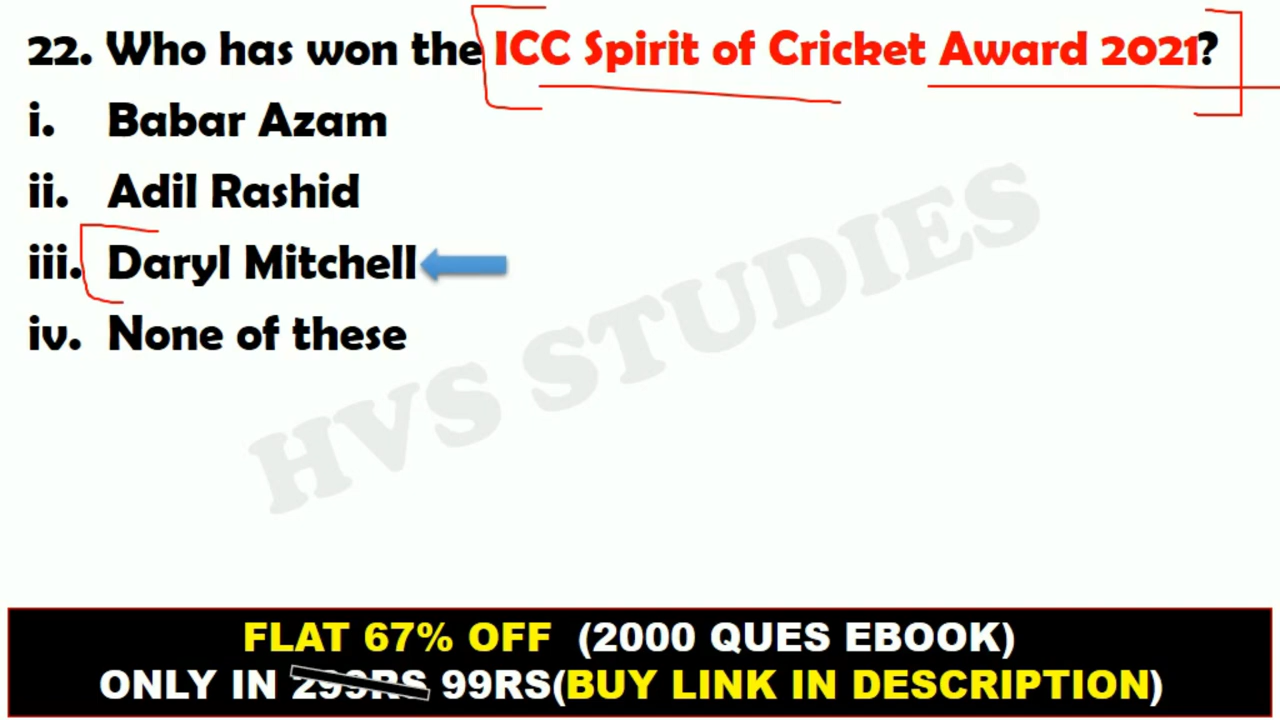 22. Who has won the ICC Spirit of Cricket Award 2021?
i. Babar Azam
ii. Adil Rashid
iii. Daryl Mitchell
iv. None of these
HVS STUDIES
FLAT 67% OFF (2000 QUES EBOOK)
ONLY IN 299RS 99RS(BUY LINK IN DESCRIPTION)